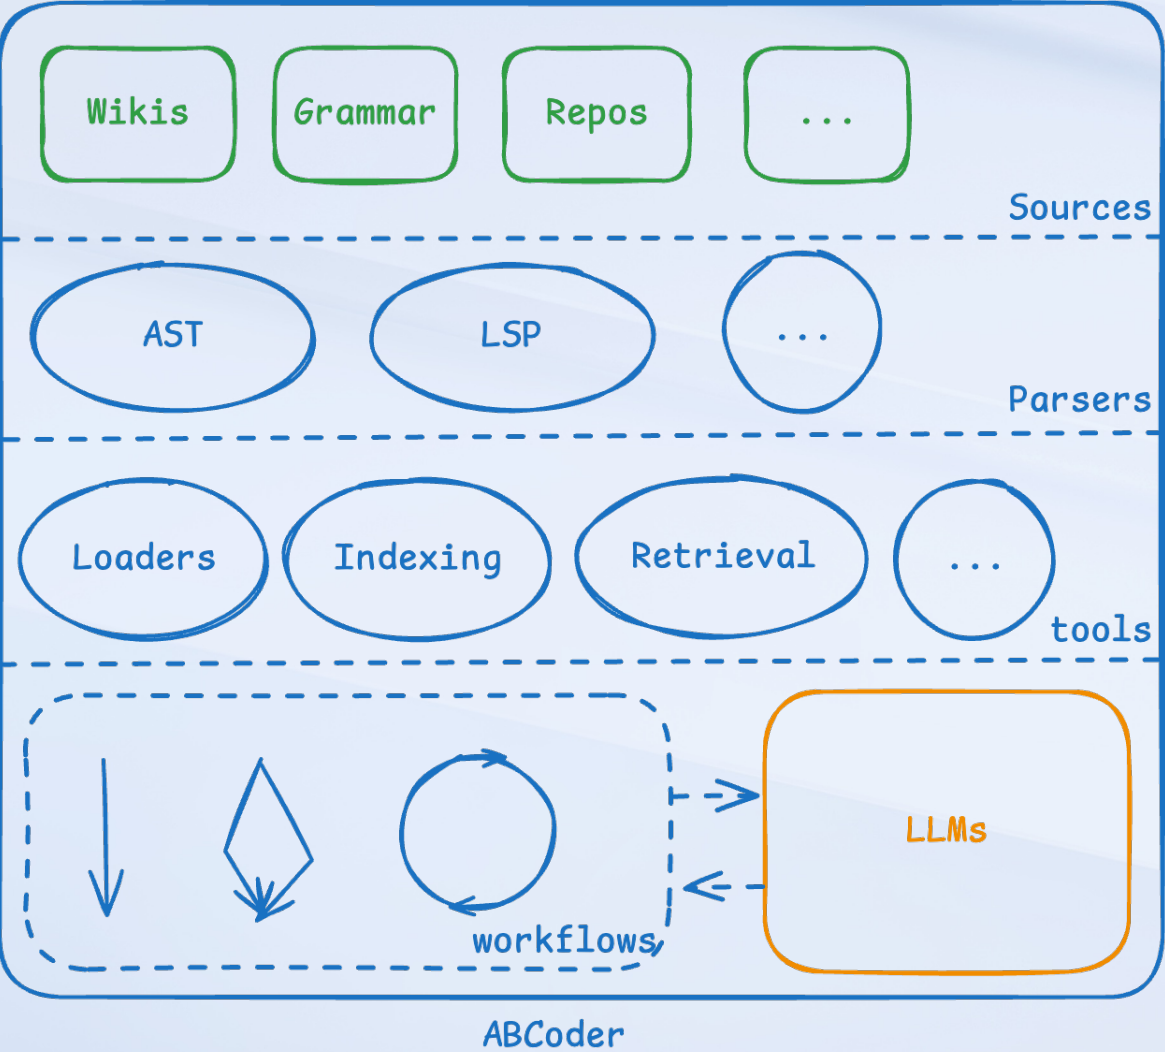 Wikis
Grammar
Repos
...
Sources
AST
LSP
...
Parsers
Loaders
Indexing
Retrieval
...
tools
workflows
LLMs
ABCoder